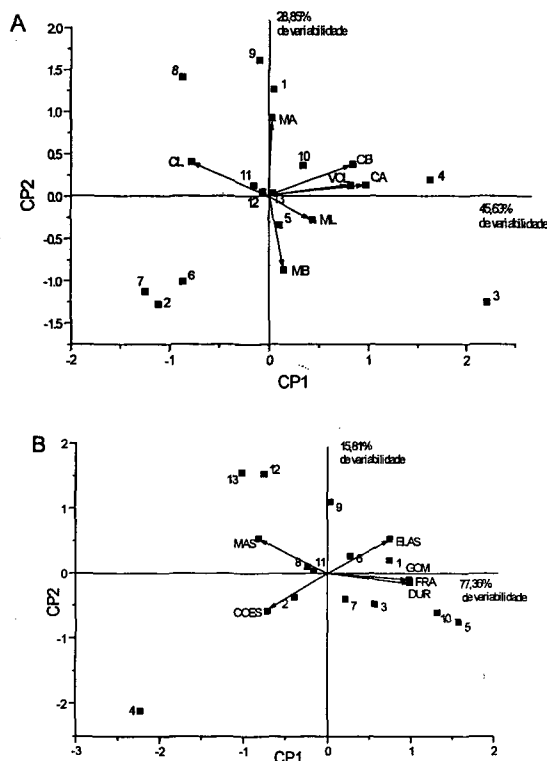 A
28,85%
de variabilidade
2.0
1.5
1.0
0.5
0.0
-0.5
-1.0
-1.5
CP2
9
8
1
MA
10
CB
CL
11
VCL
CA
4
12
13
5
ML
45,63%
de variabilidade
MB
7
6
2
3
-2
-1
0
1
2
CP1
B
15,81%
de variabilidade
2
1
0
-1
-2
CP2
13
12
9
MAS
ELAS
8
11
6
1
GOM
77,36%
de variabilidade
FRA
DUR
COES
2
7
3
10
5
4
-3
-2
-1
0
1
2
CP1